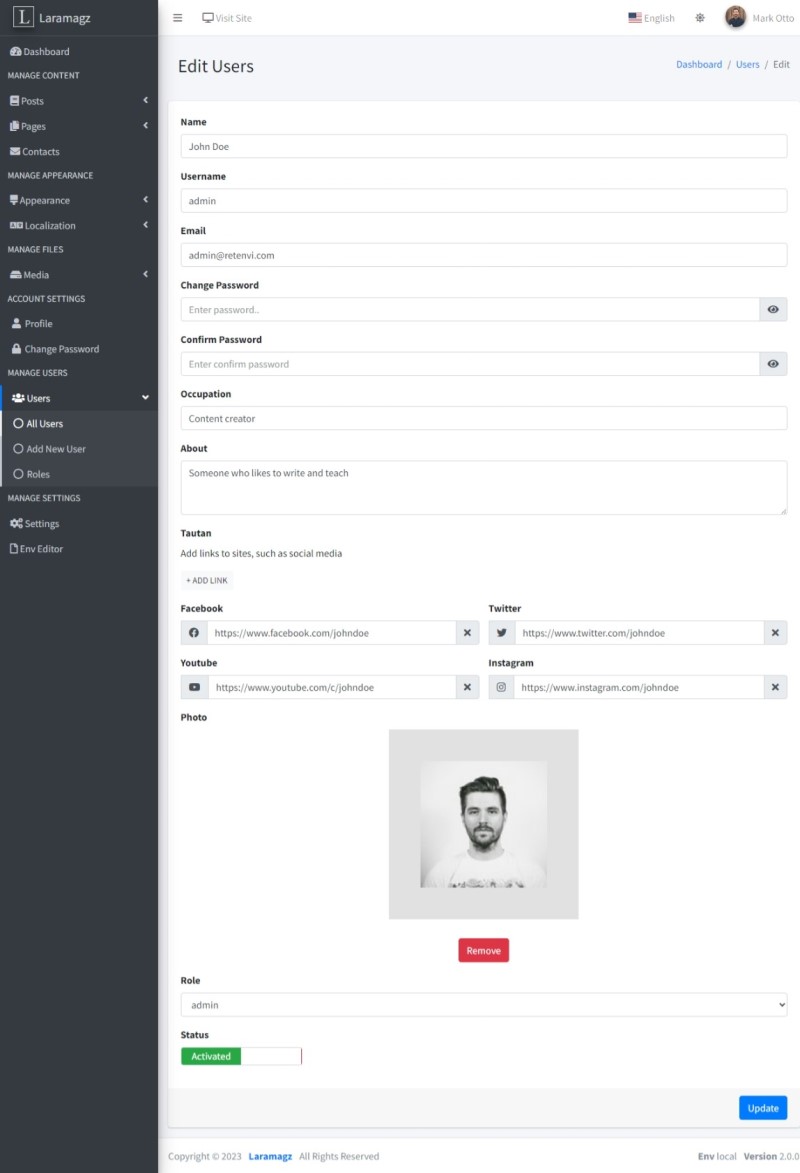 L Laramagz
Visit Site
English
Mark Otto
Dashboard
MANAGE CONTENT
Posts
Pages
Contacts
MANAGE APPEARANCE
Appearance
Localization
MANAGE FILES
Media
ACCOUNT SETTINGS
Profile
Change Password
MANAGE USERS
Users
All Users
Add New User
Roles
MANAGE SETTINGS
Settings
Env Editor
Edit Users
Dashboard / Users / Edit
Name
John Doe
Username
admin
Email
admin@retenvi.com
Change Password
Enter password..
Confirm Password
Enter confirm password
Occupation
Content creator
About
Someone who likes to write and teach
Tautan
Add links to sites, such as social media
+ ADD LINK
Facebook
https://www.facebook.com/johndoe
Twitter
https://www.twitter.com/johndoe
Youtube
https://www.youtube.com/c/johndoe
Instagram
https://www.instagram.com/johndoe
Photo
Remove
Role
admin
Status
Activated
Update
Copyright © 2023 Laramagz All Rights Reserved
Env local Version 2.0.0